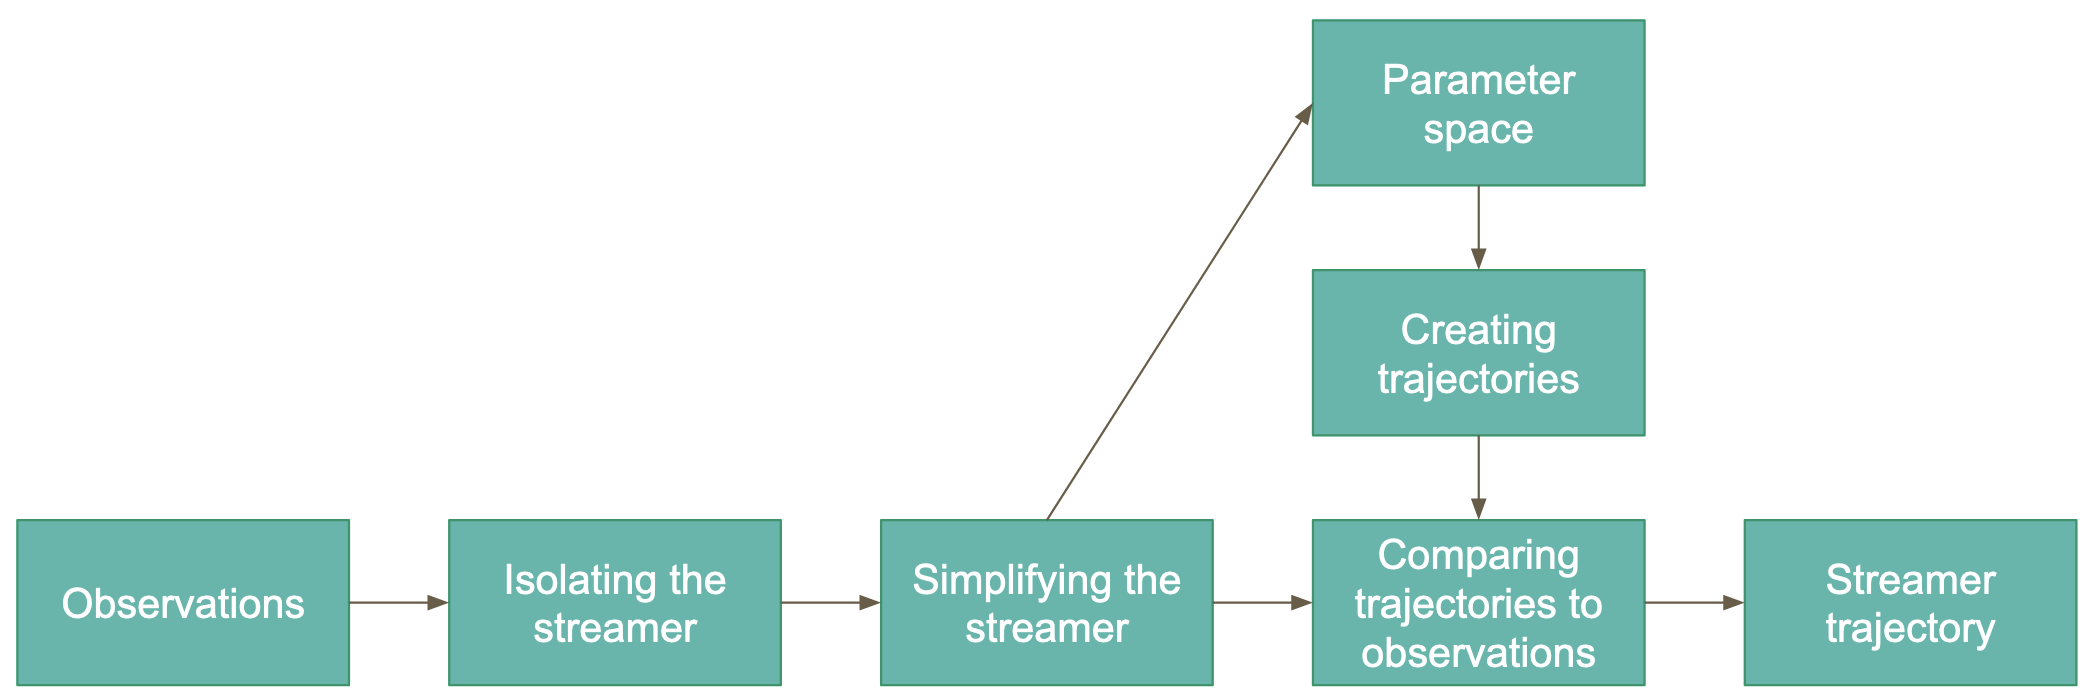 Parameter
space
Creating
trajectories
Observations
Isolating the
streamer
Simplifying the
streamer
Comparing
trajectories to
observations
Streamer
trajectory